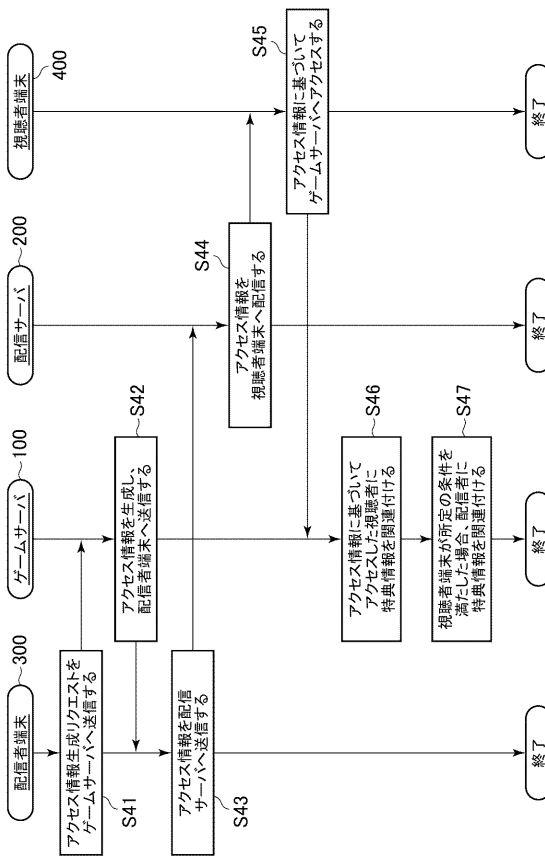 配信者端末
300
ゲームサーバ
100
配信サーバ
200
視聴者端末
400
アクセス情報生成リクエストを
ゲームサーバへ送信する
S41
アクセス情報を生成し、
配信者端末へ送信する
S42
アクセス情報を配信
サーバへ送信する
S43
アクセス情報を
視聴者端末へ配信する
S44
アクセス情報に基づいて
ゲームサーバへアクセスする
S45
アクセス情報に基づいて
アクセスした視聴者に
特典情報を関連付ける
S46
視聴者端末が所定の条件を
満たした場合、配信者に
特典情報を関連付ける
S47
終了
終了
終了
終了